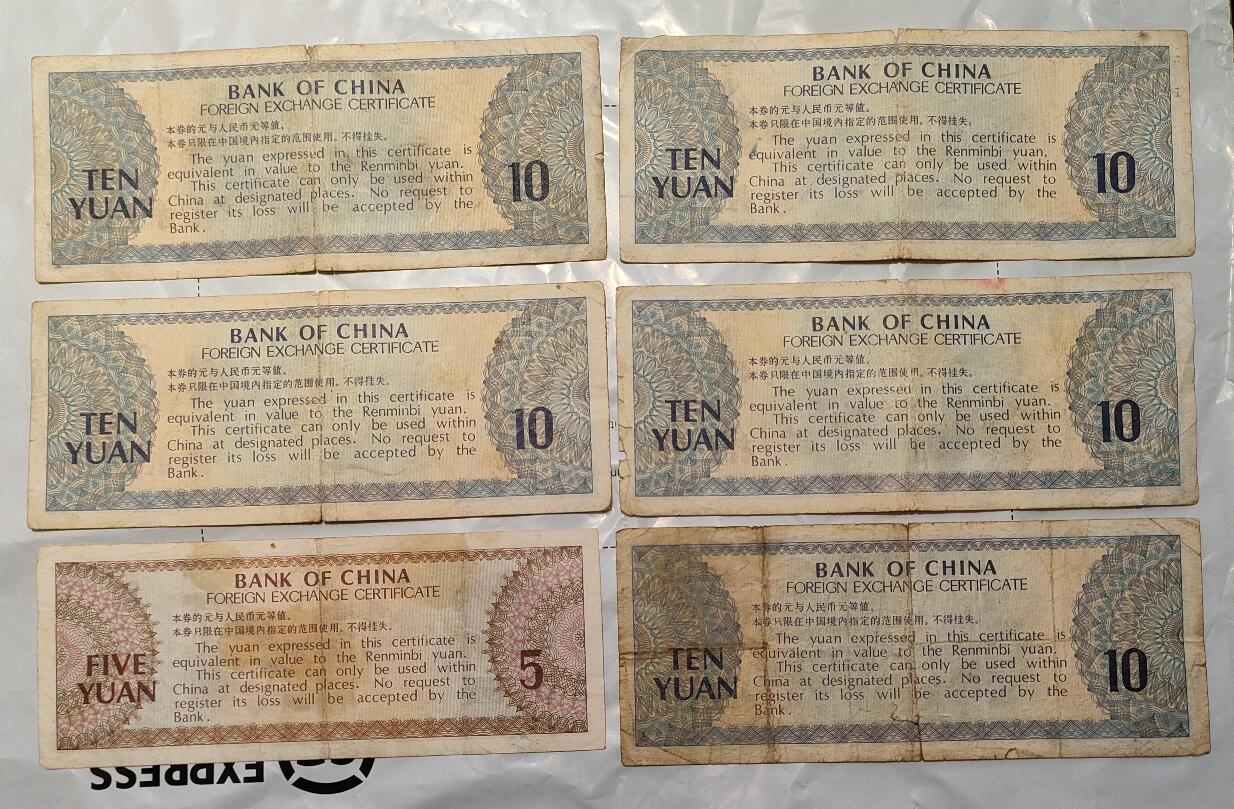 BANK OF CHINA
FOREIGN EXCHANGE CERTIFICATE
本券的元与人民币元等值。
本券只限在中国境内指定的范围使用。不得挂失。
The yuan expressed in this certificate is
equivalent in value to the Renminbi yuan.
This certificate can only be used within
China at designated places. No request to
register its loss will be accepted by the
Bank.
TEN
YUAN
10
BANK OF CHINA
FOREIGN EXCHANGE CERTIFICATE
本券的元与人民币元等值。
本券只限在中国境内指定的范围使用。不得挂失。
The yuan expressed in this certificate is
equivalent in value to the Renminbi yuan.
This certificate can only be used within
China at designated places. No request to
register its loss will be accepted by the
Bank.
TEN
YUAN
10
BANK OF CHINA
FOREIGN EXCHANGE CERTIFICATE
本券的元与人民币元等值。
本券只限在中国境内指定的范围使用。不得挂失。
The yuan expressed in this certificate is
equivalent in value to the Renminbi yuan.
This certificate can only be used within
China at designated places. No request to
register its loss will be accepted by the
Bank.
TEN
YUAN
10
BANK OF CHINA
FOREIGN EXCHANGE CERTIFICATE
本券的元与人民币元等值。
本券只限在中国境内指定的范围使用。不得挂失。
The yuan expressed in this certificate is
equivalent in value to the Renminbi yuan.
This certificate can only be used within
China at designated places. No request to
register its loss will be accepted by the
Bank.
TEN
YUAN
10
BANK OF CHINA
FOREIGN EXCHANGE CERTIFICATE
本券的元与人民币元等值。
本券只限在中国境内指定的范围使用。不得挂失。
The yuan expressed in this certificate is
equivalent in value to the Renminbi yuan.
This certificate can only be used within
China at designated places. No request to
register its loss will be accepted by the
Bank.
FIVE
YUAN
5
BANK OF CHINA
FOREIGN EXCHANGE CERTIFICATE
本券的元与人民币元等值。
本券只限在中国境内指定的范围使用。不得挂失。
The yuan expressed in this certificate is
equivalent in value to the Renminbi yuan.
This certificate can only be used within
China at designated places. No request to
register its loss will be accepted by the
Bank.
TEN
YUAN
10
EXPRESS